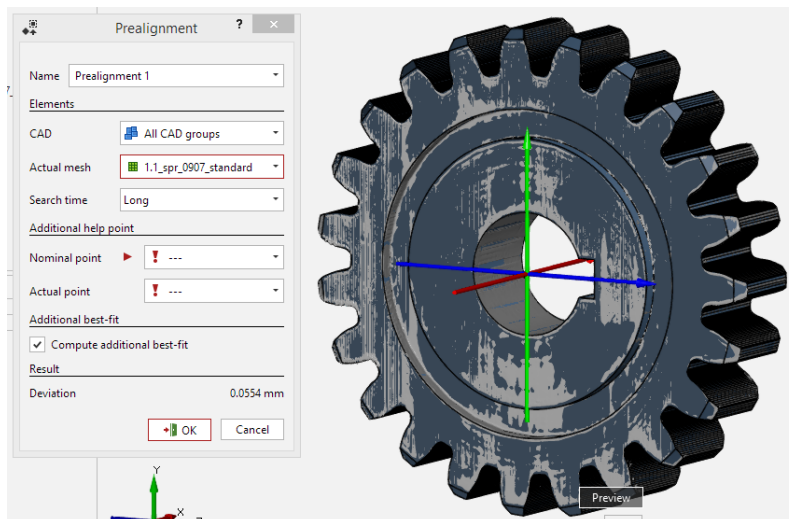 Prealignment ?
Name Prealignment 1
Elements
CAD All CAD groups
Actual mesh 1.1_spr_0907_standard
Search time Long
Additional help point
Nominal point ! ---
Actual point ! ---
Additional best-fit
Compute additional best-fit
Result
Deviation 0.0554 mm
OK Cancel
Y
X
Preview